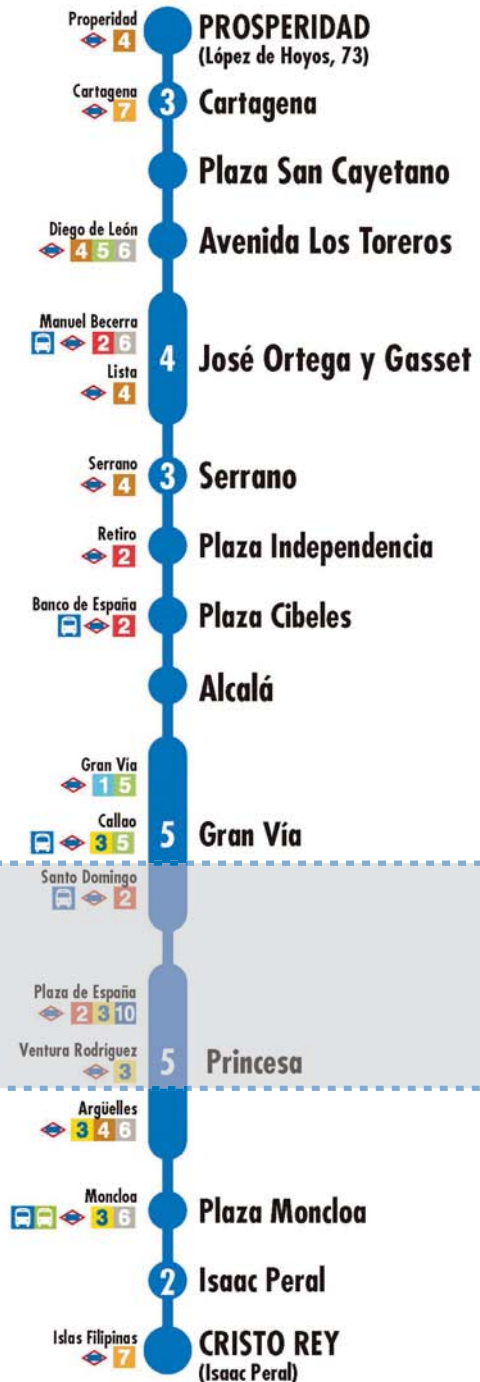 Properidad
4
PROSPERIDAD
(López de Hoyos, 73)
Cartagena
7
3
Cartagena
Plaza San Cayetano
Diego de León
4 5 6
Avenida Los Toreros
Manuel Becerra
2 6
Lista
4
4
José Ortega y Gasset
Serrano
4
3
Serrano
Retiro
2
Plaza Independencia
Banco de España
2
Plaza Cibeles
Alcalá
Gran Vía
1 5
Callao
3 5
5
Gran Vía
Santo Domingo
2
Plaza de España
2 3 10
Ventura Rodríguez
3
5
Princesa
Argüelles
3 4 6
Moncloa
3 6
Plaza Moncloa
2
Isaac Peral
Islas Filipinas
7
CRISTO REY
(Isaac Peral)